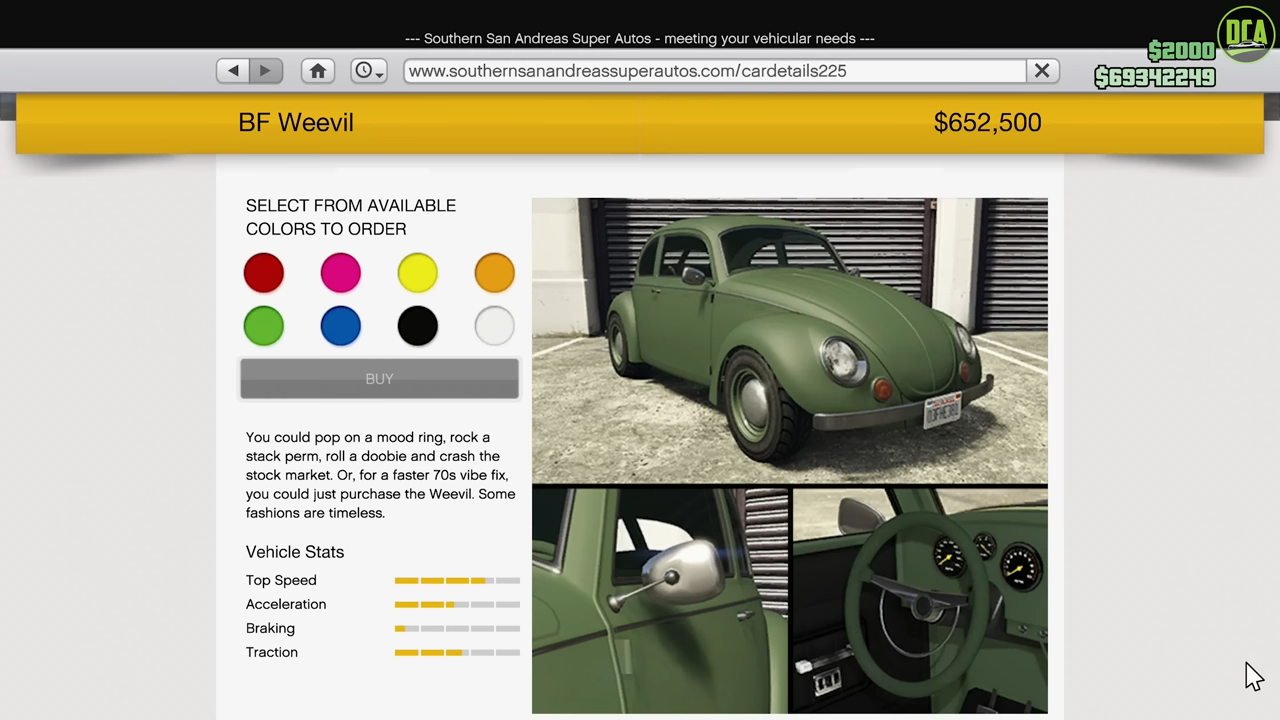 --- Southern San Andreas Super Autos - meeting your vehicular needs ---
DCA
$2000
www.southernsanandreassuperautos.com/cardetails225
$69342249
BF Weevil
$652,500
SELECT FROM AVAILABLE
COLORS TO ORDER
BUY
You could pop on a mood ring, rock a
stack perm, roll a doobie and crash the
stock market. Or, for a faster 70s vibe fix,
you could just purchase the Weevil. Some
fashions are timeless.
Vehicle Stats
Top Speed
Acceleration
Braking
Traction